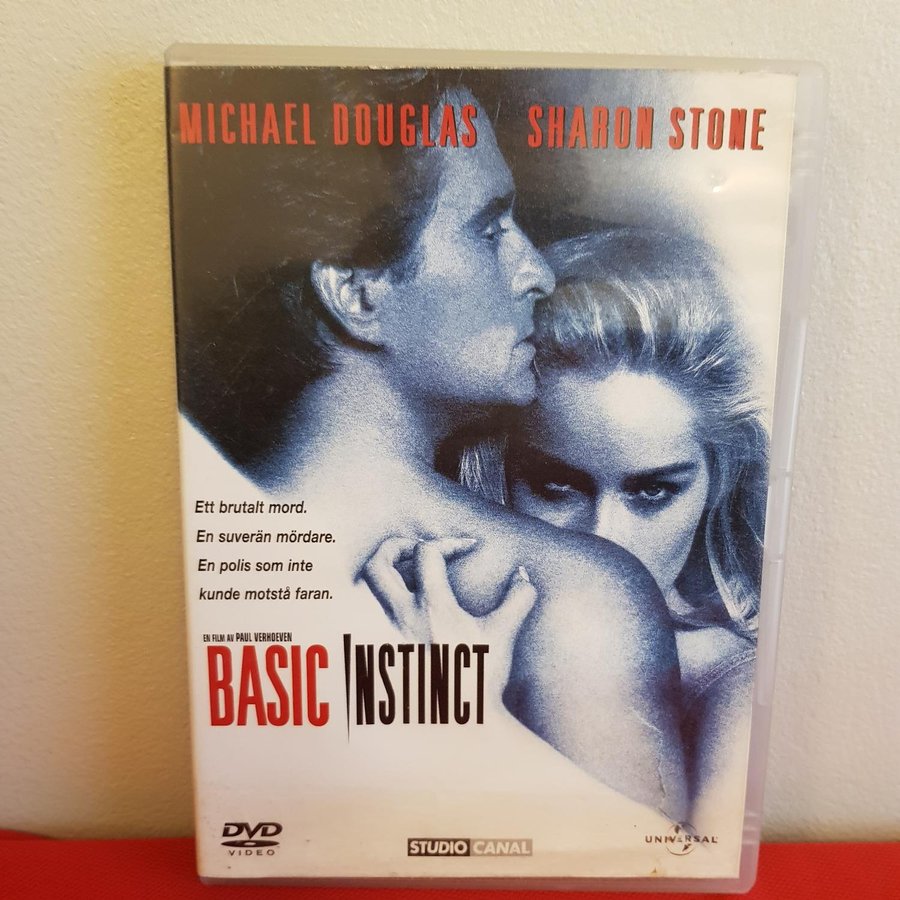 MICHAEL DOUGLAS SHARON STONE
Ett brutalt mord.
En suverän mördare.
En polis som inte
kunde motstå faran.
EN FILM AV PAUL VERHOEVEN
BASIC INSTINCT
DVD
VIDEO
STUDIO CANAL
UNIVERSAL